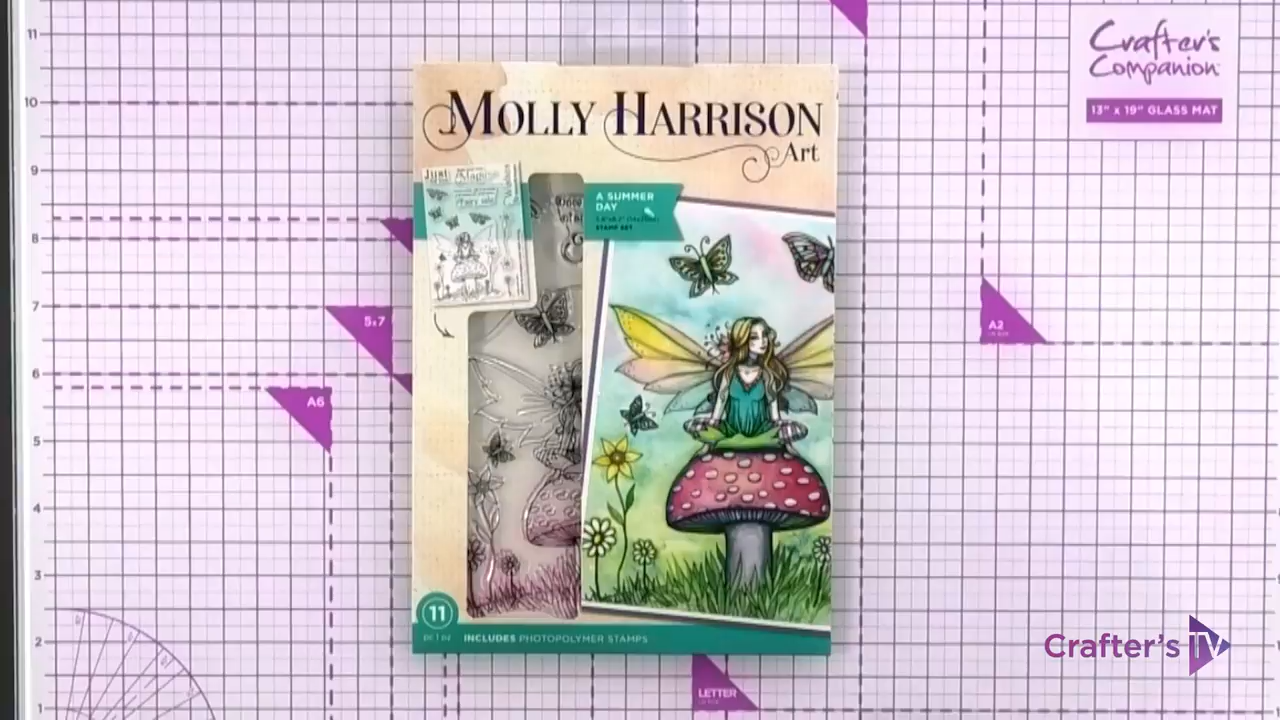 Crafter's
Companion
13" x 19" GLASS MAT
MOLLY HARRISON
Art
Just
A SUMMER
DAY
STAMP SET
11
INCLUDES PHOTOPOLYMER STAMPS
5x7
A6
A2
LETTER
11
10
9
8
7
6
5
4
3
2
1
Crafter's TV